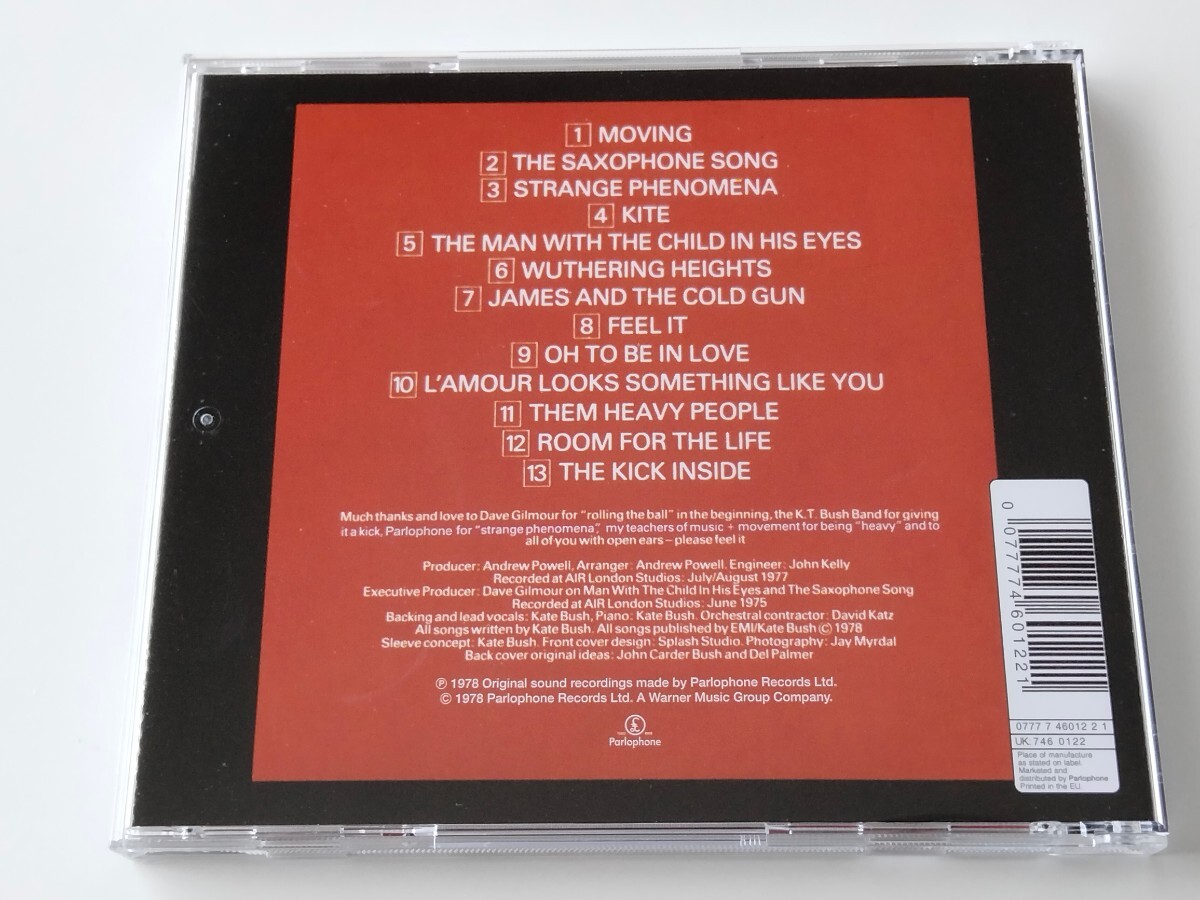 1 MOVING
2 THE SAXOPHONE SONG
3 STRANGE PHENOMENA
4 KITE
5 THE MAN WITH THE CHILD IN HIS EYES
6 WUTHERING HEIGHTS
7 JAMES AND THE COLD GUN
8 FEEL IT
9 OH TO BE IN LOVE
10 L'AMOUR LOOKS SOMETHING LIKE YOU
11 THEM HEAVY PEOPLE
12 ROOM FOR THE LIFE
13 THE KICK INSIDE
Much thanks and love to Dave Gilmour for "rolling the ball" in the beginning, the K.T. Bush Band for giving
it a kick, Parlophone for "strange phenomena", my teachers of music + movement for being "heavy" and to
all of you with open ears – please feel it
Producer: Andrew Powell, Arranger: Andrew Powell. Engineer: John Kelly
Recorded at AIR London Studios: July/August 1977
Executive Producer: Dave Gilmour on Man With The Child In His Eyes and The Saxophone Song
Recorded at AIR London Studios: June 1975
Backing and lead vocals: Kate Bush, Piano: Kate Bush. Orchestral contractor: David Katz
All songs written by Kate Bush. All songs published by EMI/Kate Bush © 1978
Sleeve concept: Kate Bush. Front cover design: Splash Studio. Photography: Jay Myrdal
Back cover original ideas: John Carder Bush and Del Palmer
℗ 1978 Original sound recordings made by Parlophone Records Ltd.
© 1978 Parlophone Records Ltd. A Warner Music Group Company.
£
Parlophone
0 077774 601221
0777 7 46012 2 1
UK: 746 0122
Place of manufacture
as stated on label.
Marketed and
distributed by Parlophone
Printed in the EU.